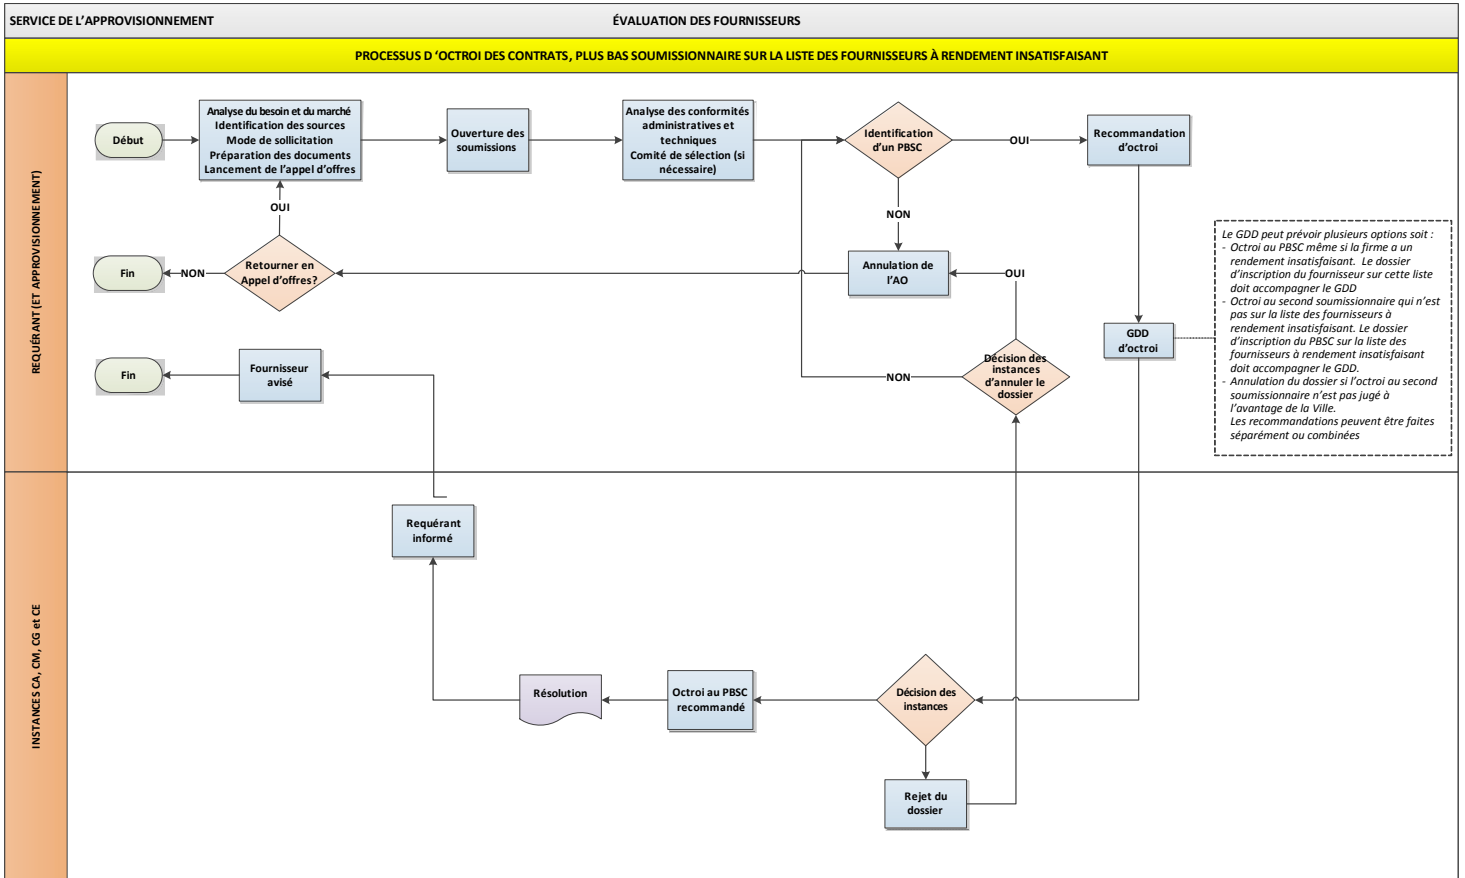 SERVICE DE L'APPROVISIONNEMENT
ÉVALUATION DES FOURNISSEURS
PROCESSUS D 'OCTROI DES CONTRATS, PLUS BAS SOUMISSIONNAIRE SUR LA LISTE DES FOURNISSEURS À RENDEMENT INSATISFAISANT
REQUÉRANT (ET APPROVISIONNEMENT)
Début
Analyse du besoin et du marché
Identification des sources
Mode de sollicitation
Préparation des documents
Lancement de l'appel d'offres
Ouverture des
soumissions
Analyse des conformités
administratives et
techniques
Comité de sélection (si
nécessaire)
Identification
d'un PBSC
OUI
Recommandation
d'octroi
OUI
NON
Fin
NON
Retourner en
Appel d'offres?
Annulation de
l'AO
OUI
Le GDD peut prévoir plusieurs options soit :
- Octroi au PBSC même si la firme a un
rendement insatisfaisant. Le dossier
d'inscription du fournisseur sur cette liste
doit accompagner le GDD
- Octroi au second soumissionnaire qui n'est
pas sur la liste des fournisseurs à
rendement insatisfaisant. Le dossier
d'inscription du PBSC sur la liste des
fournisseurs à rendement insatisfaisant
doit accompagner le GDD.
- Annulation du dossier si l'octroi au second
soumissionnaire n'est pas jugé à
l'avantage de la Ville.
Les recommandations peuvent être faites
séparément ou combinées
GDD
d'octroi
Fin
Fournisseur
avisé
NON
Décision des
instances
d'annuler le
dossier
INSTANCES CA, CM, CG et CE
Requérant
informé
Résolution
Octroi au PBSC
recommandé
Décision des
instances
Rejet du
dossier